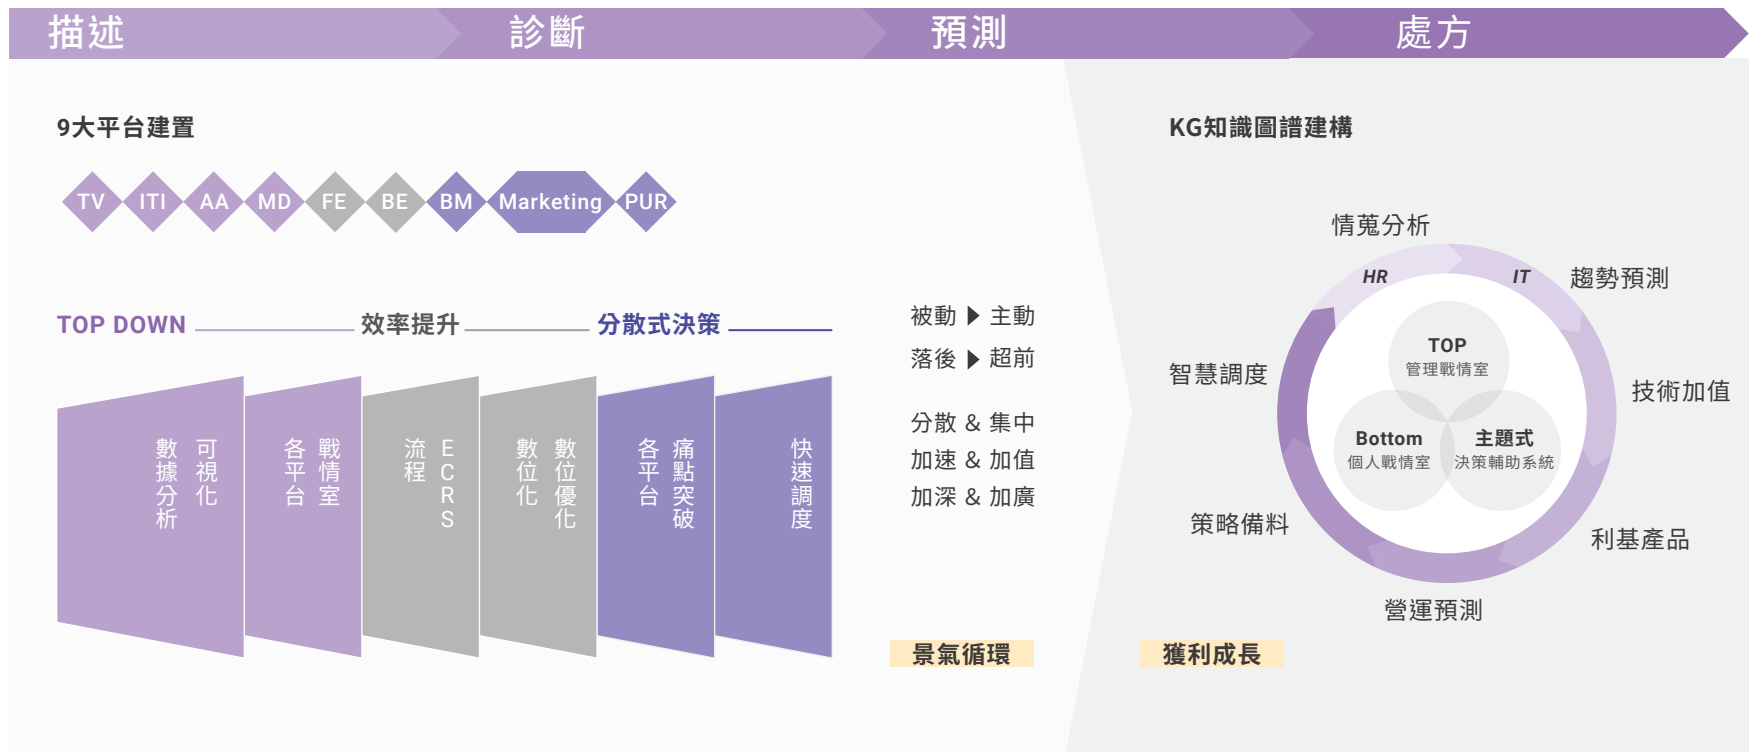 描述
診斷
預測
處方
9大平台建置
TV
ITI
AA
MD
FE
BE
BM
Marketing
PUR
TOP DOWN
效率提升
分散式決策
可視化
數據分析
戰情室
各平台
ECRS
流程
數位優化
數位化
痛點突破
各平台
快速調度
被動 ▶ 主動
落後 ▶ 超前
分散 & 集中
加速 & 加值
加深 & 加廣
景氣循環
KG知識圖譜建構
情蒐分析
HR
IT
趨勢預測
智慧調度
技術加值
TOP
管理戰情室
Bottom
個人戰情室
主題式
決策輔助系統
策略備料
利基產品
營運預測
獲利成長